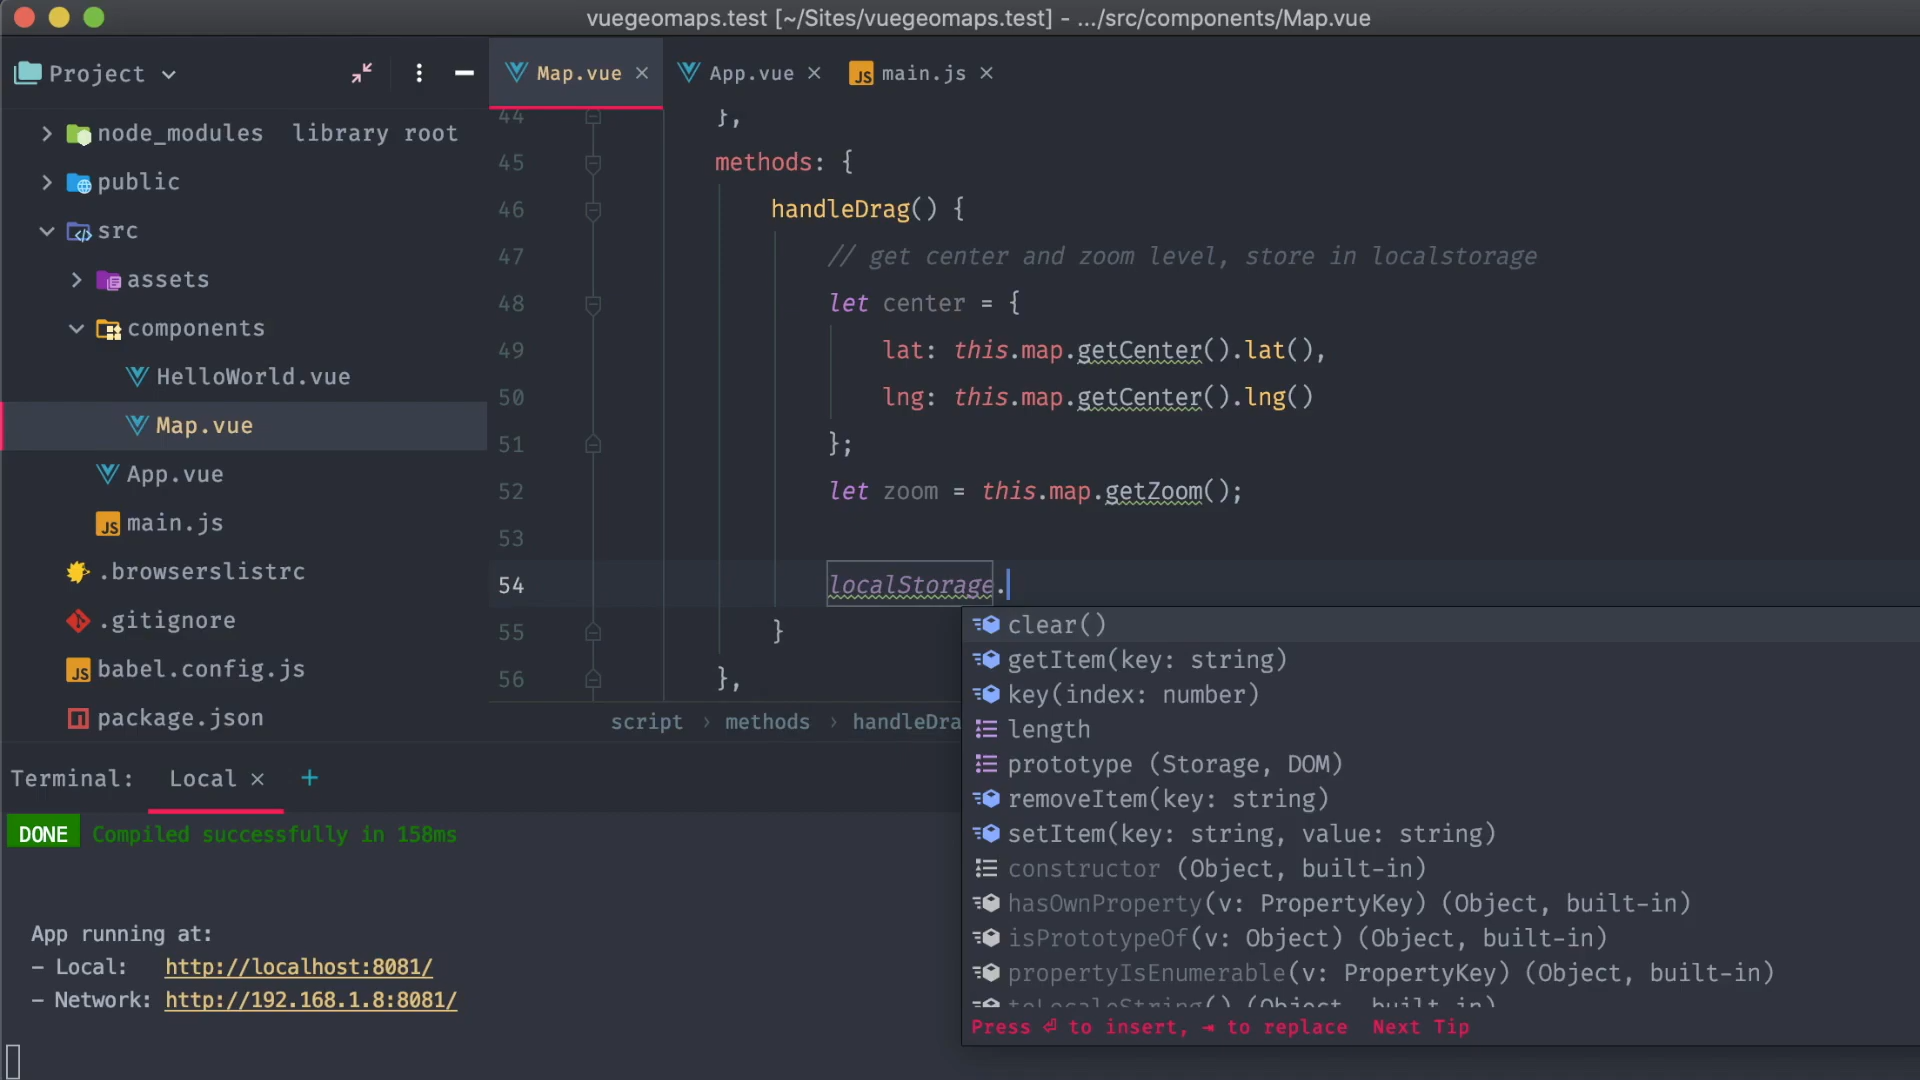 vuegeomaps.test [~/Sites/vuegeomaps.test] - .../src/components/Map.vue
Project
Map.vue
App.vue
main.js
node_modules library root
public
src
assets
components
HelloWorld.vue
Map.vue
App.vue
main.js
.browserslistrc
.gitignore
babel.config.js
package.json
44 },
45 methods: {
46 handleDrag() {
47 // get center and zoom level, store in localstorage
48 let center = {
49 lat: this.map.getCenter().lat(),
50 lng: this.map.getCenter().lng()
51 };
52 let zoom = this.map.getZoom();
53
54 localStorage.
55 }
56 },
script › methods › handleDra
clear()
getItem(key: string)
key(index: number)
length
prototype (Storage, DOM)
removeItem(key: string)
setItem(key: string, value: string)
constructor (Object, built-in)
hasOwnProperty(v: PropertyKey) (Object, built-in)
isPrototypeOf(v: Object) (Object, built-in)
propertyIsEnumerable(v: PropertyKey) (Object, built-in)
toLocaleString() (Object, built-in)
Press ⏎ to insert, ⇥ to replace Next Tip
Terminal: Local × +
DONE Compiled successfully in 158ms
App running at:
- Local: http://localhost:8081/
- Network: http://192.168.1.8:8081/